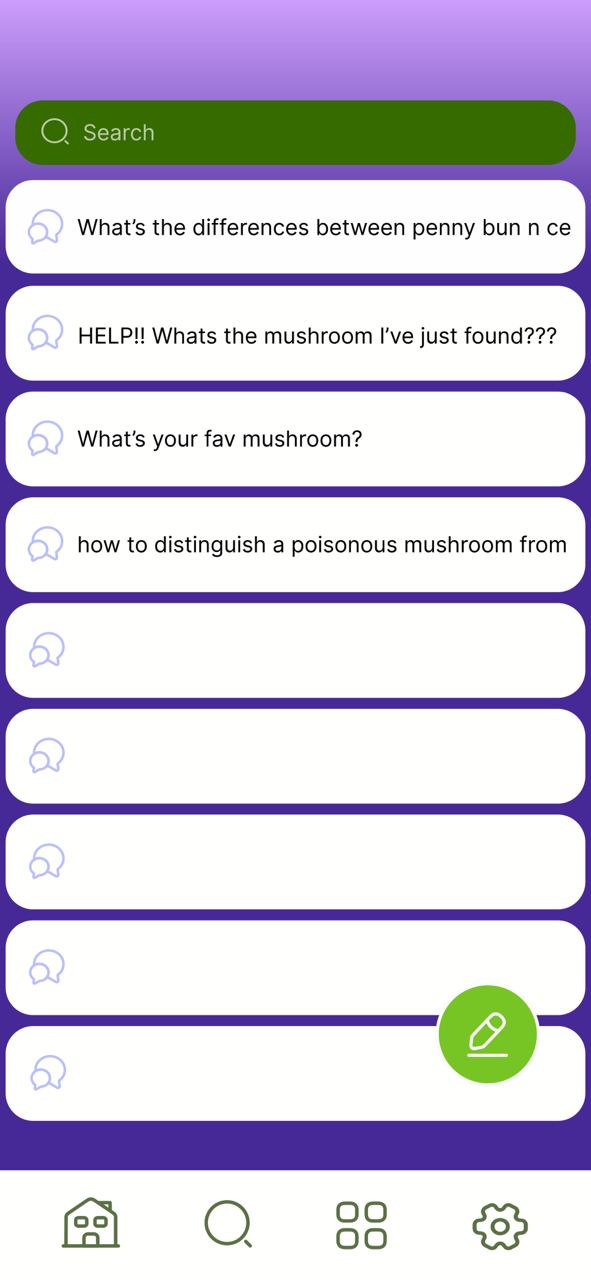 Search
What’s the differences between penny bun n ce
HELP!! Whats the mushroom I’ve just found???
What’s your fav mushroom?
how to distinguish a poisonous mushroom from